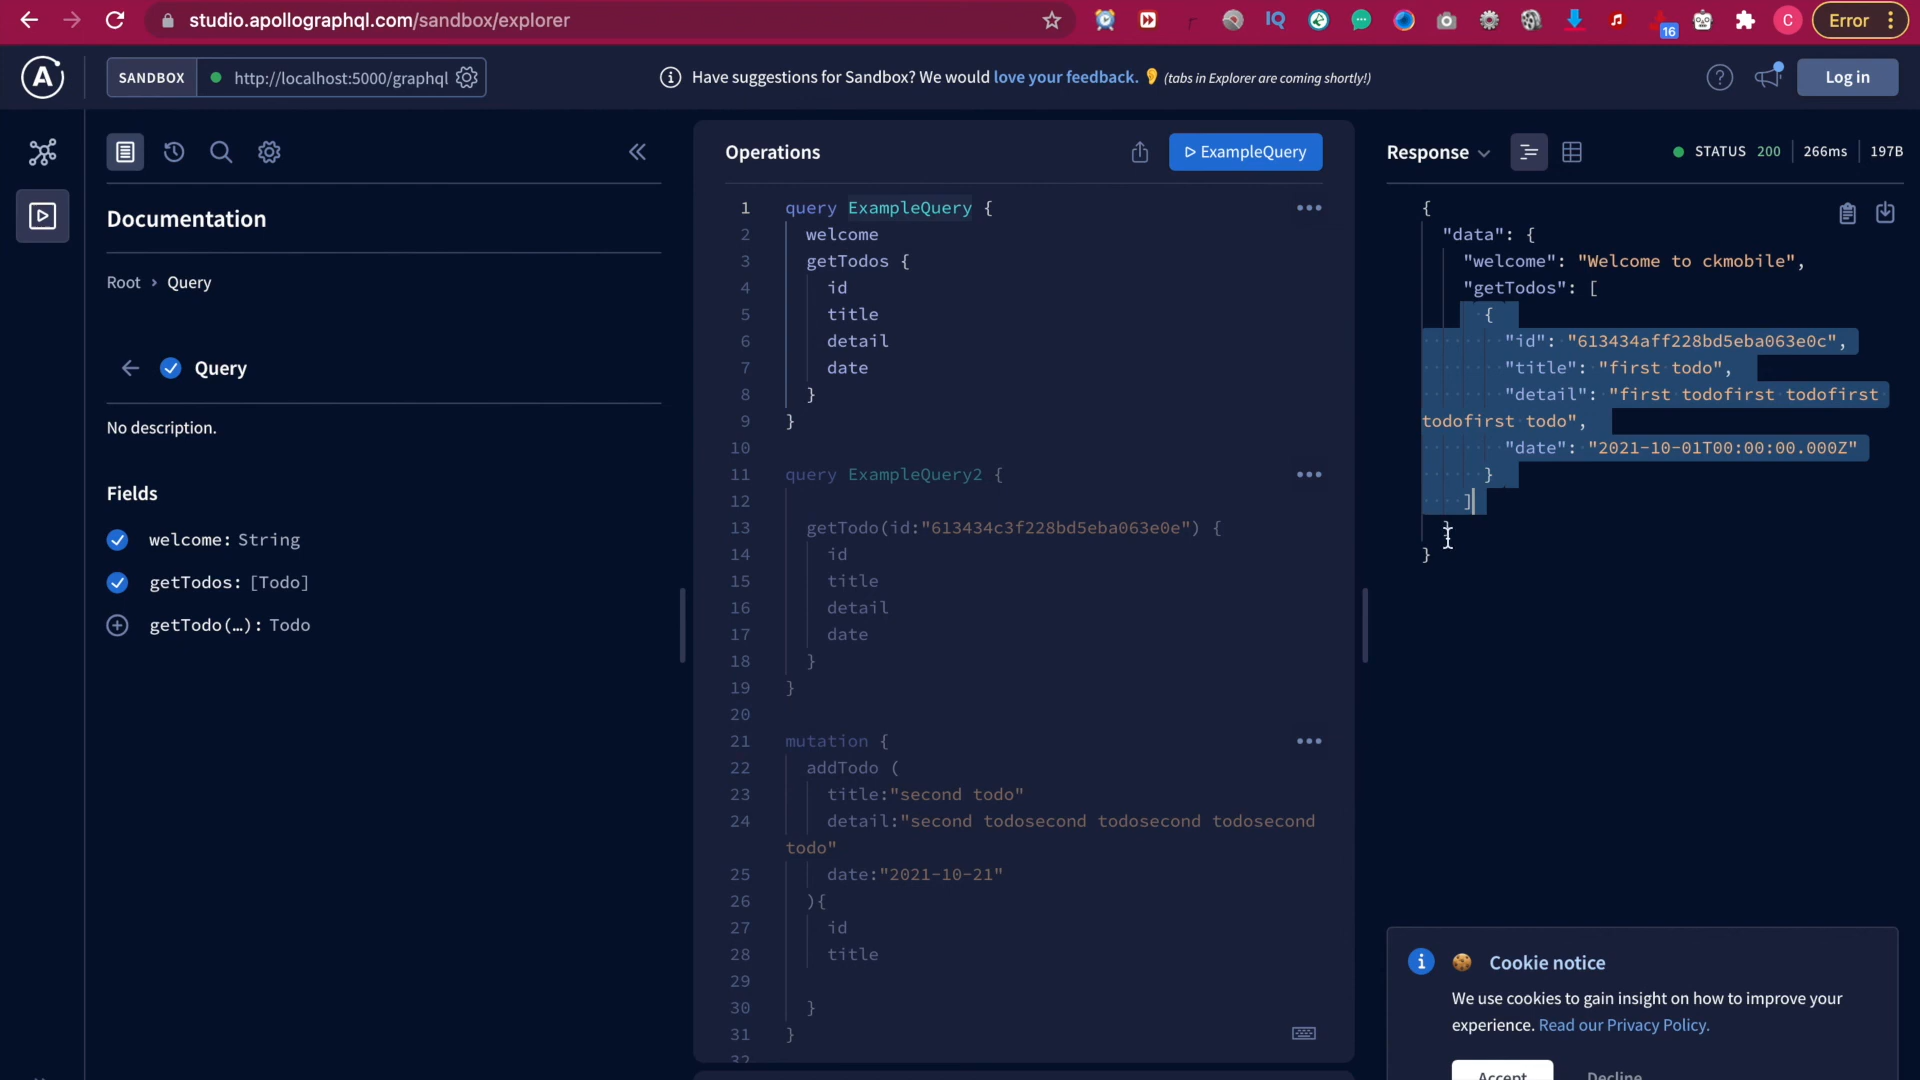 studio.apollographql.com/sandbox/explorer
IQ
16
C
Error
A
SANDBOX
http://localhost:5000/graphql
Have suggestions for Sandbox? We would love your feedback. 💡 (tabs in Explorer are coming shortly!)
Log in
Documentation
Root › Query
Query
No description.
Fields
welcome: String
getTodos: [Todo]
getTodo(…): Todo
Operations
ExampleQuery
1 query ExampleQuery {
2 welcome
3 getTodos {
4 id
5 title
6 detail
7 date
8 }
9 }
10
11 query ExampleQuery2 {
12
13 getTodo(id:"613434c3f228bd5eba063e0e") {
14 id
15 title
16 detail
17 date
18 }
19 }
20
21 mutation {
22 addTodo (
23 title:"second todo"
24 detail:"second todosecond todosecond todosecond
todo"
25 date:"2021-10-21"
26 ){
27 id
28 title
29
30 }
31 }
32
Response
STATUS 200
266ms
197B
{
"data": {
"welcome": "Welcome to ckmobile",
"getTodos": [
{
"id": "613434aff228bd5eba063e0c",
"title": "first todo",
"detail": "first todofirst todofirst
todofirst todo",
"date": "2021-10-01T00:00:00.000Z"
}
]
}
}
Cookie notice
We use cookies to gain insight on how to improve your
experience. Read our Privacy Policy.
Accept
Decline